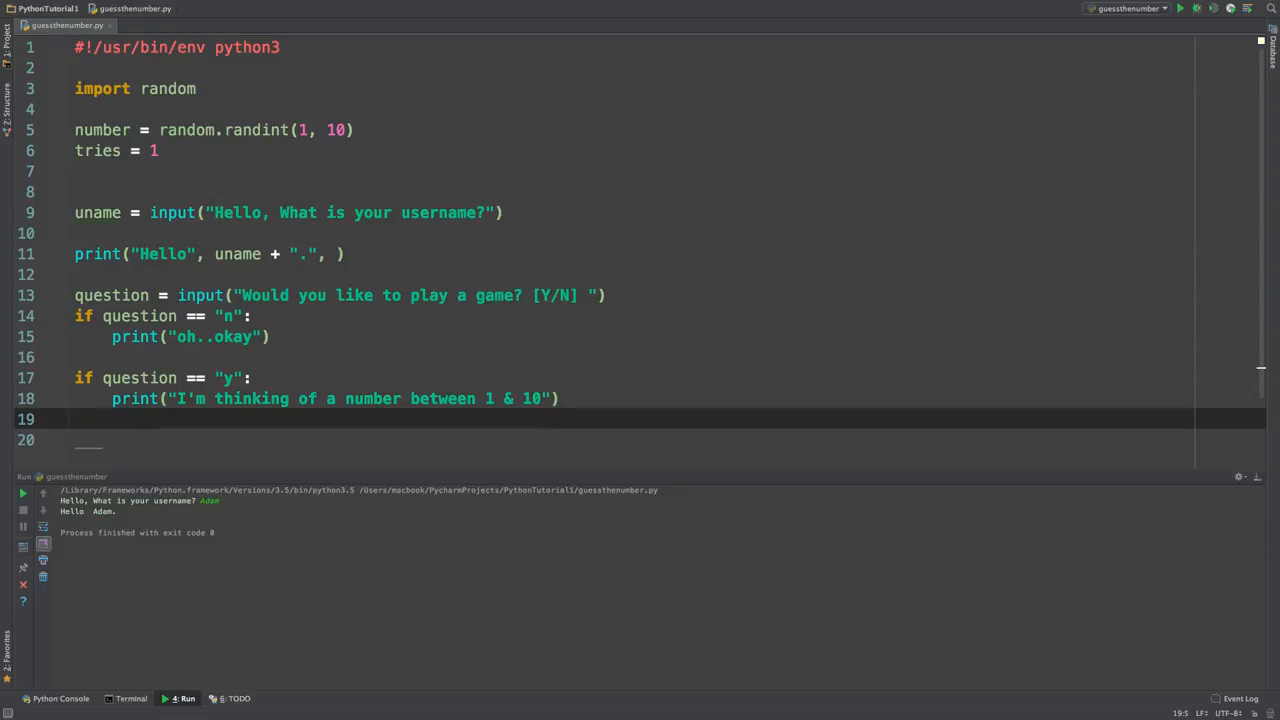 PythonTutorial1 guessthenumber.py guessthenumber
guessthenumber.py
1: Project
Z: Structure
2: Favorites
Database
1 #!/usr/bin/env python3
2
3 import random
4
5 number = random.randint(1, 10)
6 tries = 1
7
8
9 uname = input("Hello, What is your username?")
10
11 print("Hello", uname + ".", )
12
13 question = input("Would you like to play a game? [Y/N] ")
14 if question == "n":
15     print("oh..okay")
16
17 if question == "y":
18     print("I'm thinking of a number between 1 & 10")
19
20
Run guessthenumber
/Library/Frameworks/Python.framework/Versions/3.5/bin/python3.5 /Users/macbook/PycharmProjects/PythonTutorial1/guessthenumber.py
Hello, What is your username? Adam
Hello  Adam.
Process finished with exit code 0
Python Console Terminal 4: Run 6: TODO Event Log
19:5 LF÷ UTF-8÷